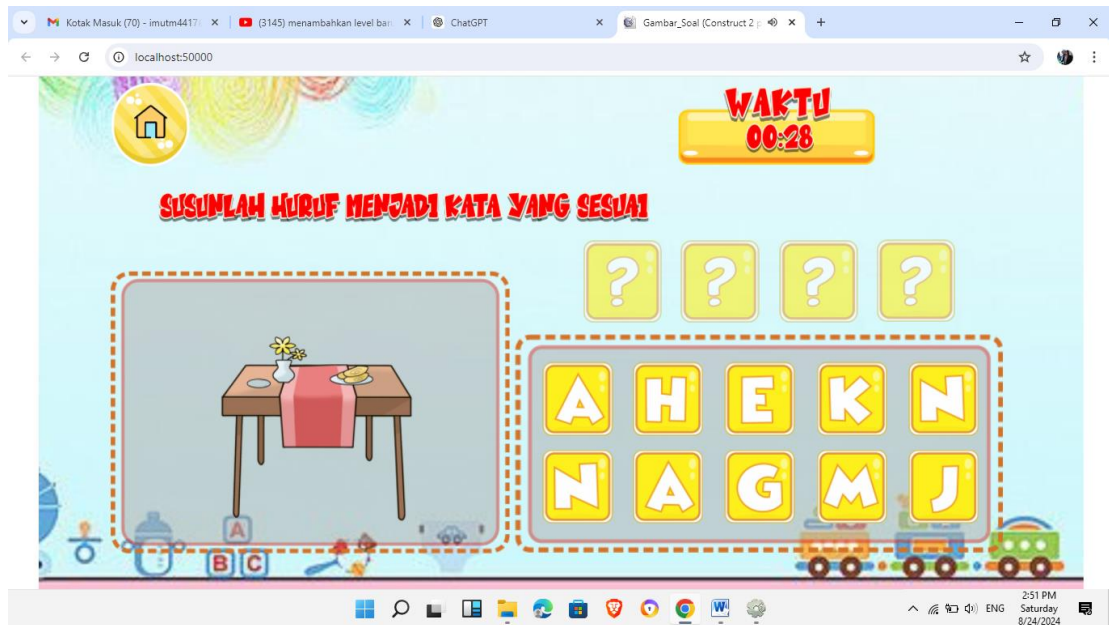 Kotak Masuk (70) - imutm4417
(3145) menambahkan level ban
ChatGPT
Gambar_Soal (Construct 2 p
localhost:50000
WAKTU
00:28
SUSUNLAH HURUF MENJADI KATA YANG SESUAI
? ? ? ?
A H E K N
N A G M J
A
B C
ENG
2:51 PM
Saturday
8/24/2024